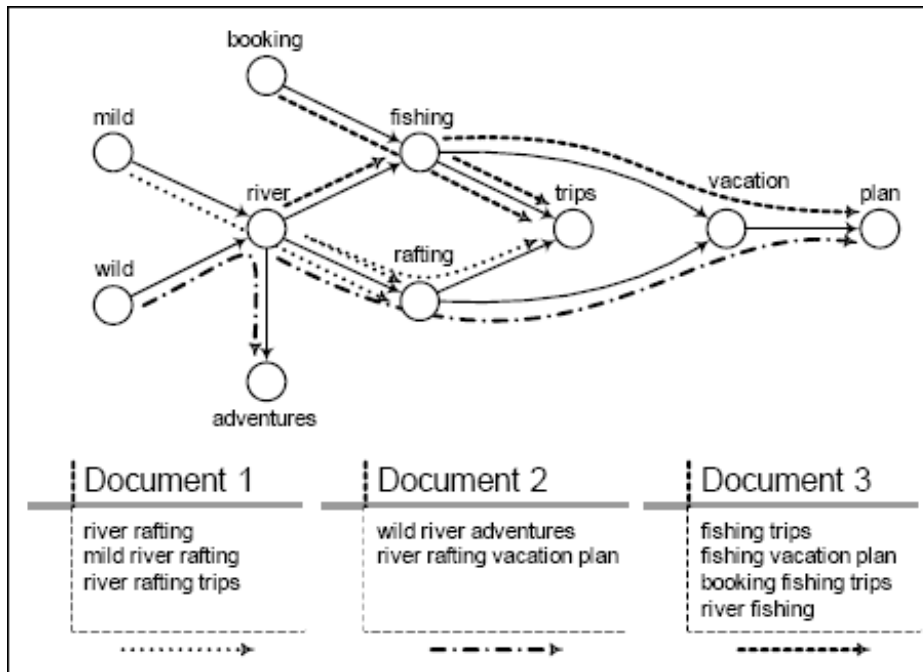 booking
mild
fishing
river
trips
vacation
plan
wild
rafting
adventures
Document 1
river rafting
mild river rafting
river rafting trips
Document 2
wild river adventures
river rafting vacation plan
Document 3
fishing trips
fishing vacation plan
booking fishing trips
river fishing